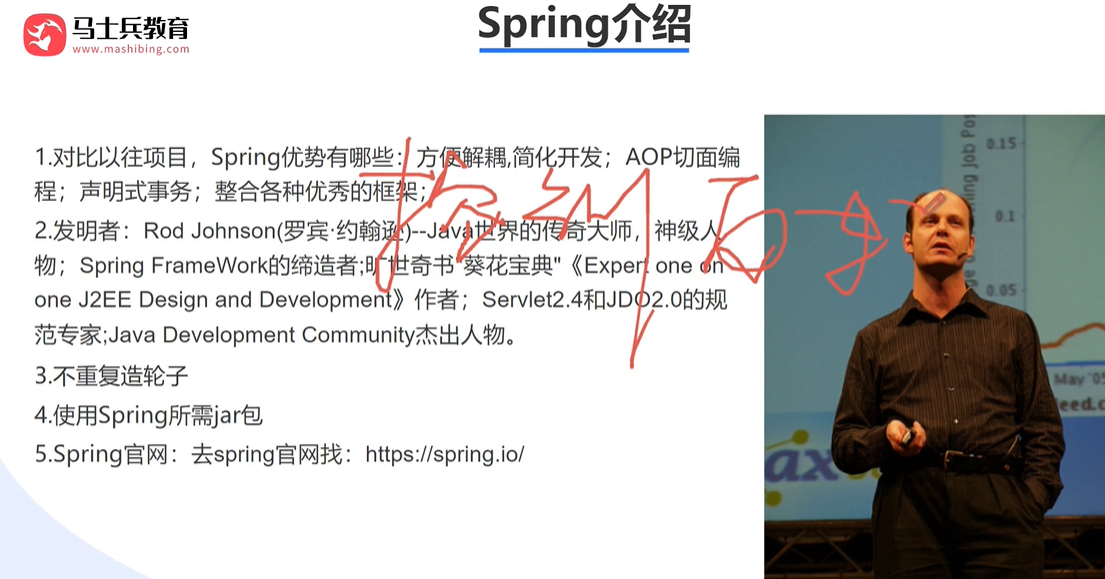 马士兵教育
www.mashibing.com
Spring介绍
1.对比以往项目，Spring优势有哪些：方便解耦,简化开发；AOP切面编
程；声明式事务；整合各种优秀的框架；
2.发明者：Rod Johnson(罗宾·约翰逊)--Java世界的传奇大师，神级人
物；Spring FrameWork的缔造者;旷世奇书"葵花宝典"《Expert one on
one J2EE Design and Development》作者；Servlet2.4和JDO2.0的规
范专家;Java Development Community杰出人物。
3.不重复造轮子
4.使用Spring所需jar包
5.Spring官网：去spring官网找：https://spring.io/
0.15
0.1
0.05
May '05